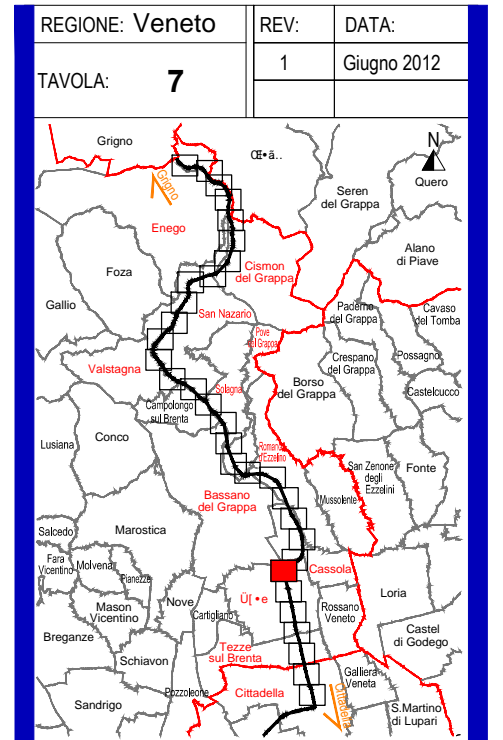 REGIONE: Veneto
REV:
DATA:
TAVOLA: 7
1
Giugno 2012
Grigno
Œ•ã..
N
Quero
Grigno
Seren
del Grappa
Enego
Alano
di Piave
Foza
Cismon
del Grappa
Gallio
San Nazario
Paderno
del Grappa
Cavaso
del Tomba
Pove
del Grappa
Valstagna
Crespano
del Grappa
Possagno
Solagna
Borso
del Grappa
Castelcucco
Campolongo
sul Brenta
Lusiana
Conco
Romano
d'Ezzelino
San Zenone
degli
Ezzelini
Fonte
Bassano
del Grappa
Mussolente
Salcedo
Marostica
Fara
Vicentino
Molvena
Pianezze
Cassola
Loria
Mason
Vicentino
Nove
Cartigliano
Ü[ • e
Rossano
Veneto
Breganze
Castel
di Godego
Schiavon
Tezze
sul Brenta
Galliera
Veneta
Pozzoleone
Cittadella
Cittadella
Sandrigo
S.Martino
di Lupari